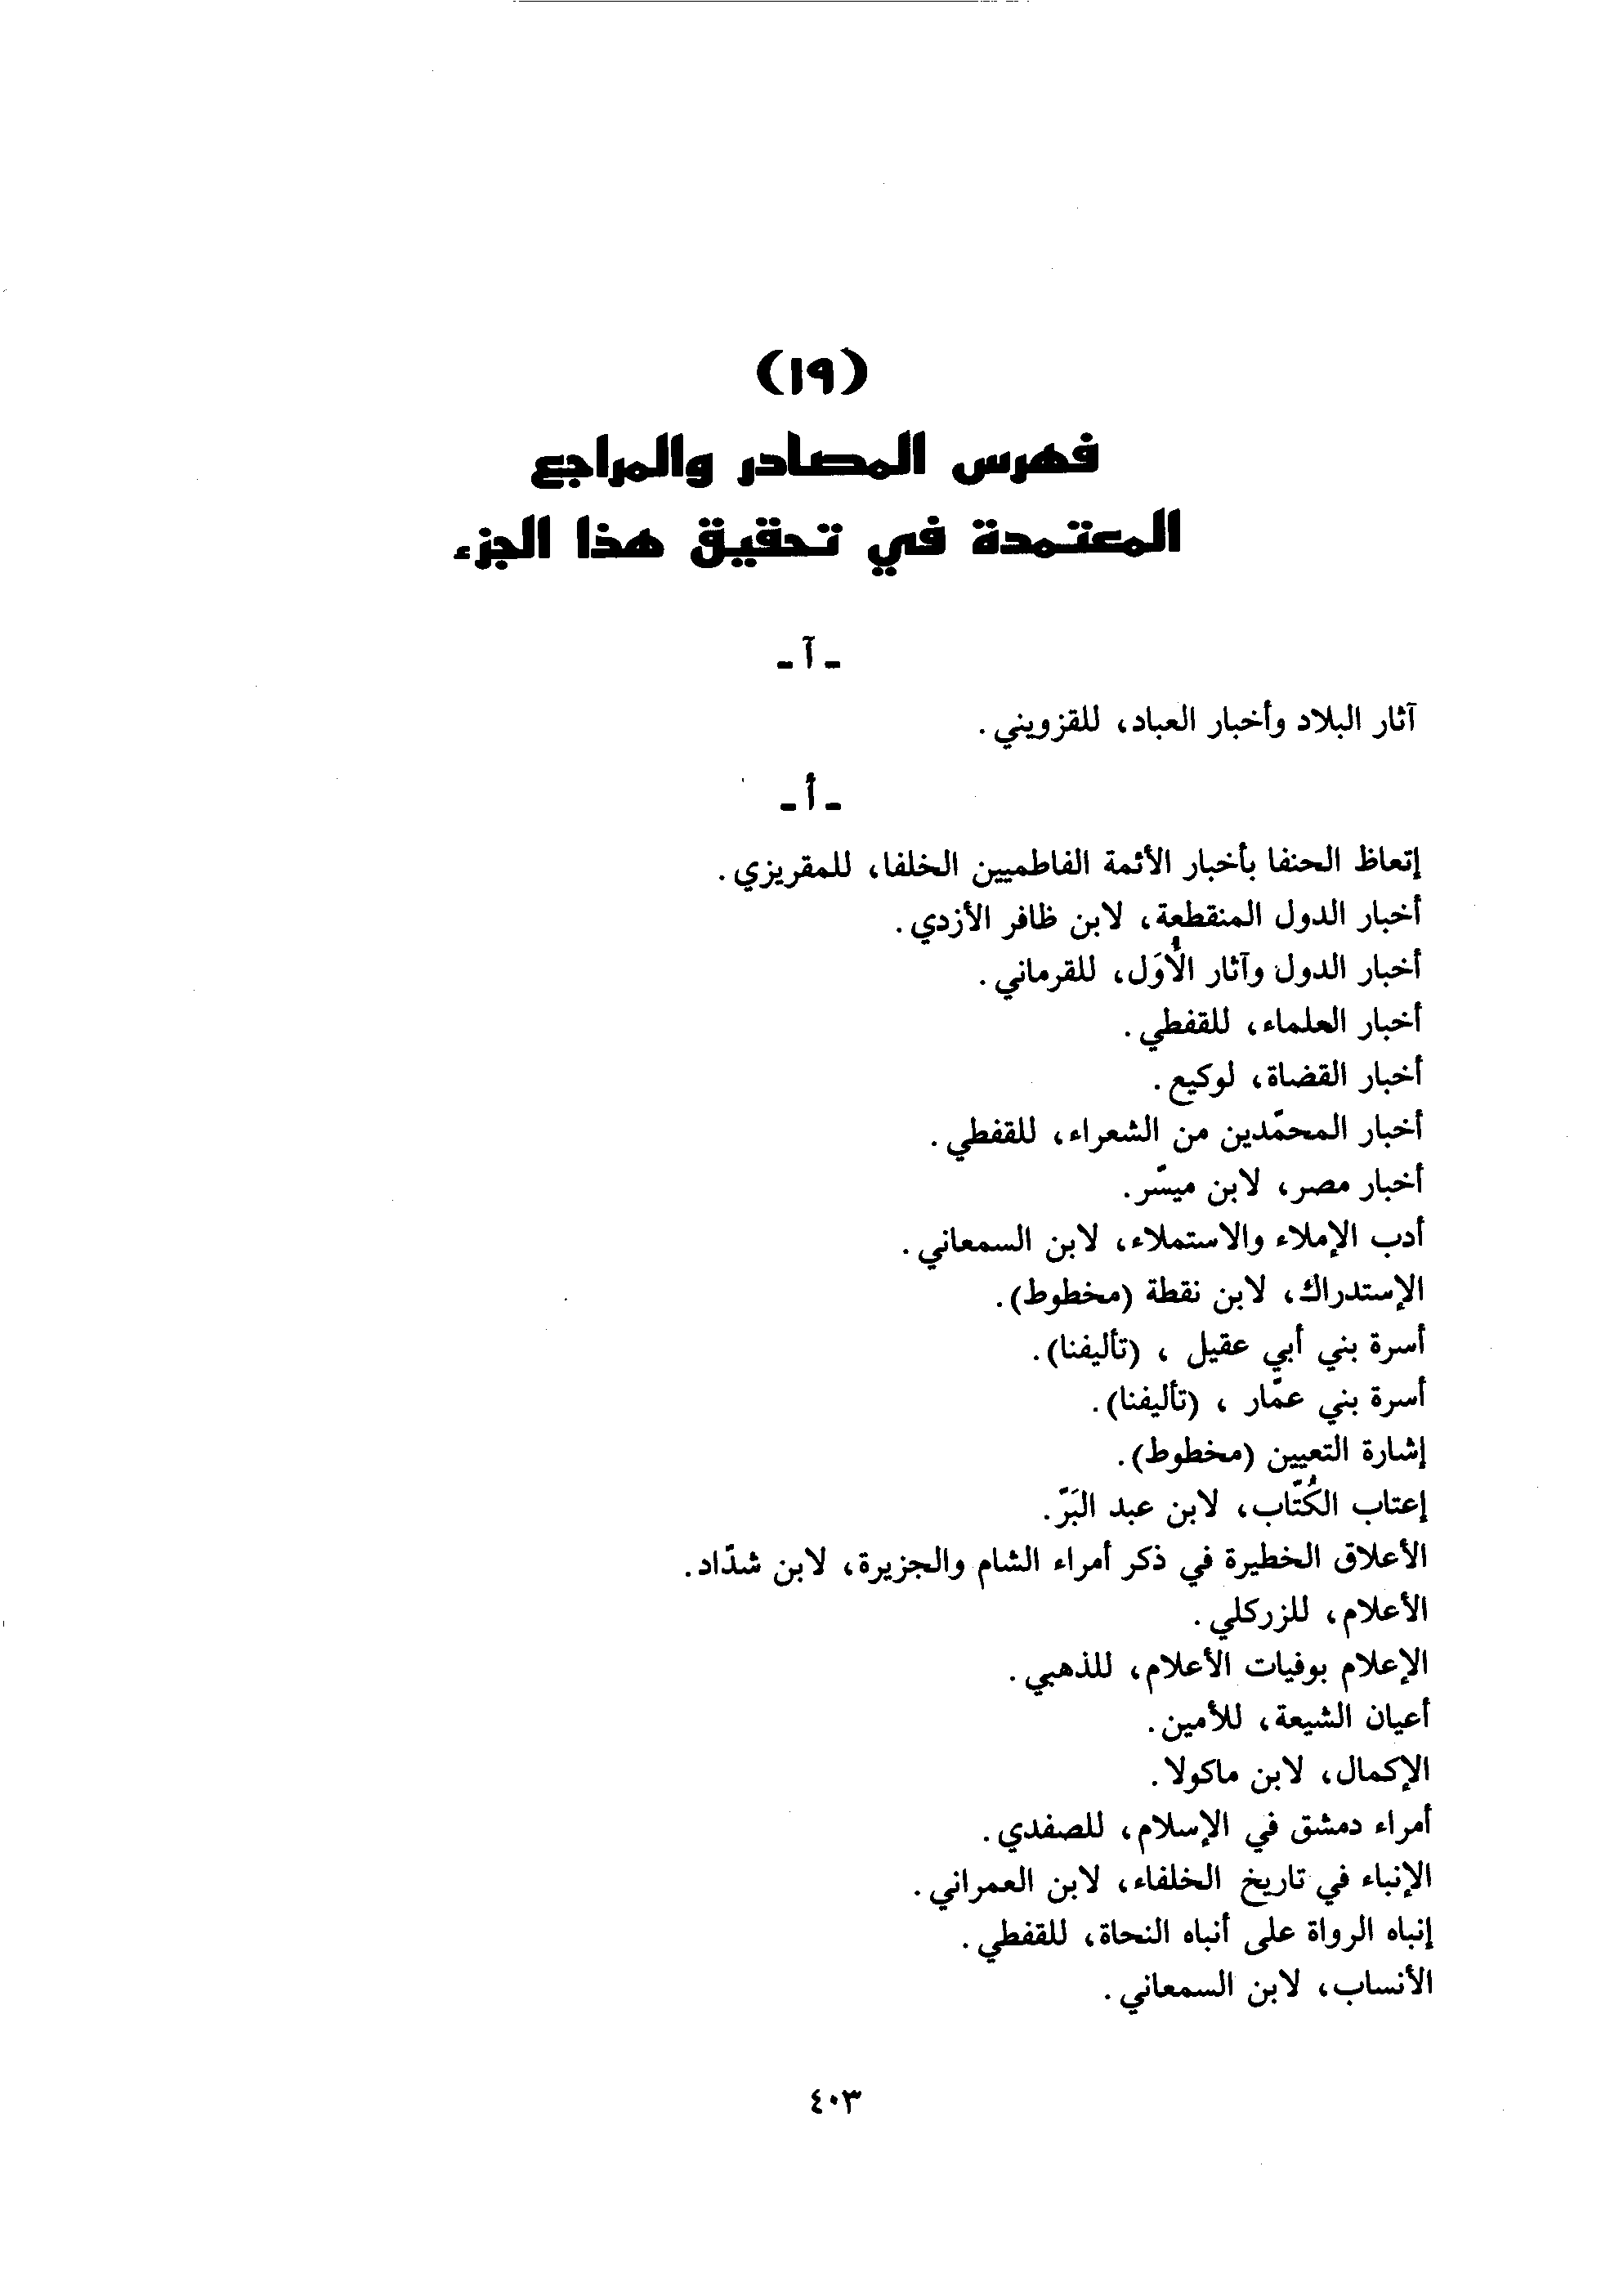 (١٩)
فهرس المصادر والمراجع
المعتمدة في تحقيق هذا الجزء
ـ آ ـ
آثار البلاد وأخبار العباد، للقزويني.
ـ أ ـ
إتعاظ الحنفا بأخبار الأئمة الفاطميين الخلفا، للمقريزي.
أخبار الدول المنقطعة، لابن ظافر الأزدي.
أخبار الدول وآثار الأُوَل، للقرماني.
أخبار العلماء، للقفطي.
أخبار القضاة، لوكيع.
أخبار المحمّدين من الشعراء، للقفطي.
أخبار مصر، لابن ميسّر.
أدب الإملاء والاستملاء، لابن السمعاني.
الإستدراك، لابن نقطة (مخطوط).
أسرة بني أبي عقيل ، (تأليفنا).
أسرة بني عمّار ، (تأليفنا).
إشارة التعيين (مخطوط).
إعتاب الكُتّاب، لابن عبد البَرّ.
الأعلاق الخطيرة في ذكر أمراء الشام والجزيرة، لابن شدّاد.
الأعلام، للزركلي.
الإعلام بوفيات الأعلام، للذهبي.
أعيان الشيعة، للأمين.
الإكمال، لابن ماكولا.
أمراء دمشق في الإسلام، للصفدي.
الإنباء في تاريخ الخلفاء، لابن العمراني.
إنباه الرواة على أنباه النحاة، للقفطي.
الأنساب، لابن السمعاني.
٤٠٣